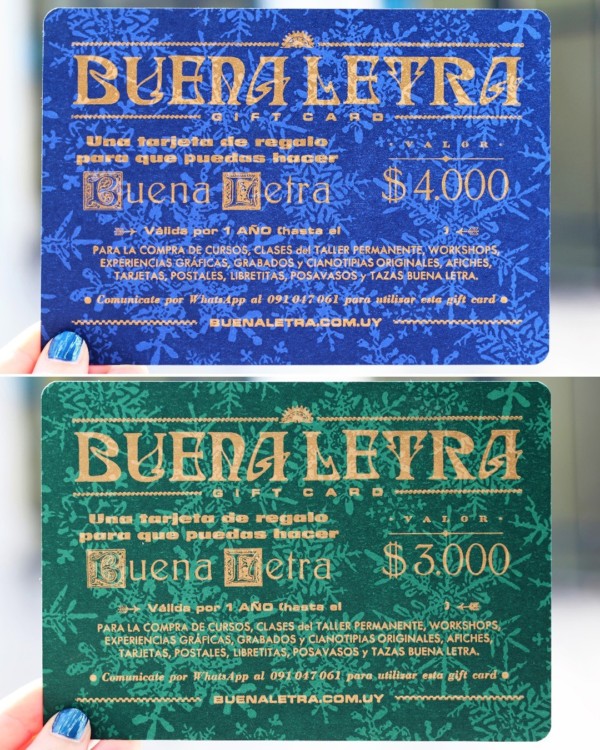 BUENA LETRA
GIFT CARD
Una tarjeta de regalo
para que puedas hacer
Buena Letra
VALOR
$4.000
Válida por 1 AÑO (hasta el )
PARA LA COMPRA DE CURSOS, CLASES del TALLER PERMANENTE, WORKSHOPS,
EXPERIENCIAS GRÁFICAS, GRABADOS y CIANOTIPIAS ORIGINALES, AFICHES,
TARJETAS, POSTALES, LIBRETITAS, POSAVASOS y TAZAS BUENA LETRA.
Comunicate por WhatsApp al 091 047 061 para utilizar esta gift card
BUENALETRA.COM.UY
BUENA LETRA
GIFT CARD
Una tarjeta de regalo
para que puedas hacer
Buena Letra
VALOR
$3.000
Válida por 1 AÑO (hasta el )
PARA LA COMPRA DE CURSOS, CLASES del TALLER PERMANENTE, WORKSHOPS,
EXPERIENCIAS GRÁFICAS, GRABADOS y CIANOTIPIAS ORIGINALES, AFICHES,
TARJETAS, POSTALES, LIBRETITAS, POSAVASOS y TAZAS BUENA LETRA.
Comunicate por WhatsApp al 091 047 061 para utilizar esta gift card
BUENALETRA.COM.UY